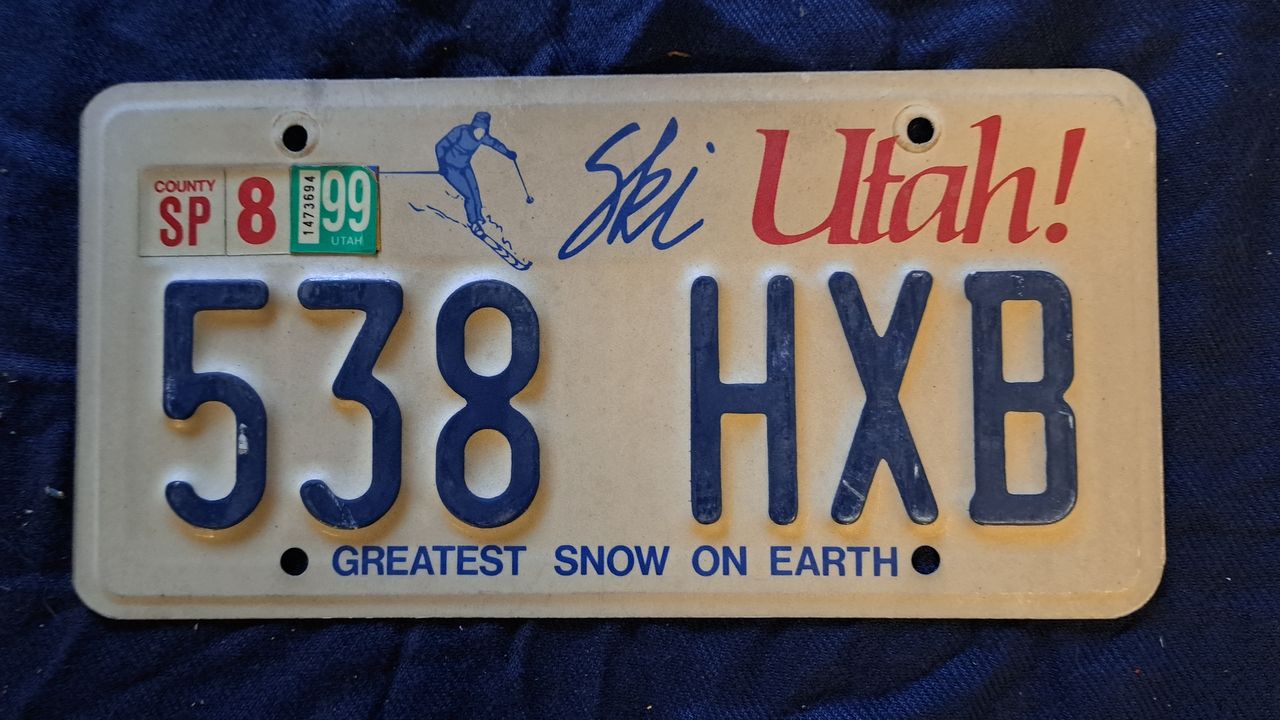 Ski Utah!
COUNTY
SP 8 1473694 99
UTAH
538 HXB
GREATEST SNOW ON EARTH